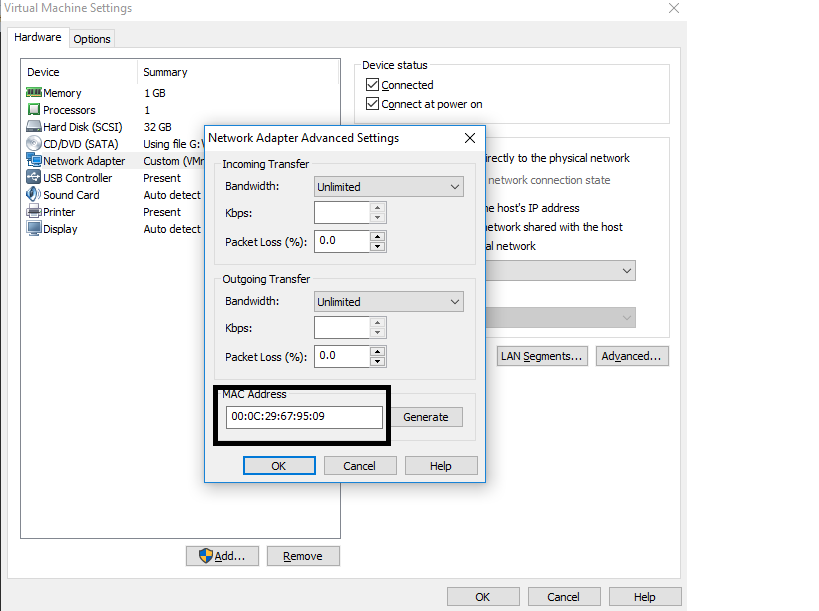 Virtual Machine Settings
Hardware
Options
Device Summary
Memory 1 GB
Processors 1
Hard Disk (SCSI) 32 GB
CD/DVD (SATA) Using file G:\
Network Adapter Custom
USB Controller Present
Sound Card Auto detect
Printer Present
Display Auto detect
Add...
Remove
Device status
Connected
Connect at power on
directly to the physical network
network connection state
the host's IP address
network shared with the host
network
LAN Segments...
Advanced...
Network Adapter Advanced Settings
Incoming Transfer
Bandwidth: Unlimited
Kbps:
Packet Loss (%): 0.0
Outgoing Transfer
Bandwidth: Unlimited
Kbps:
Packet Loss (%): 0.0
MAC Address
00:0C:29:67:95:09
Generate
OK
Cancel
Help
OK
Cancel
Help